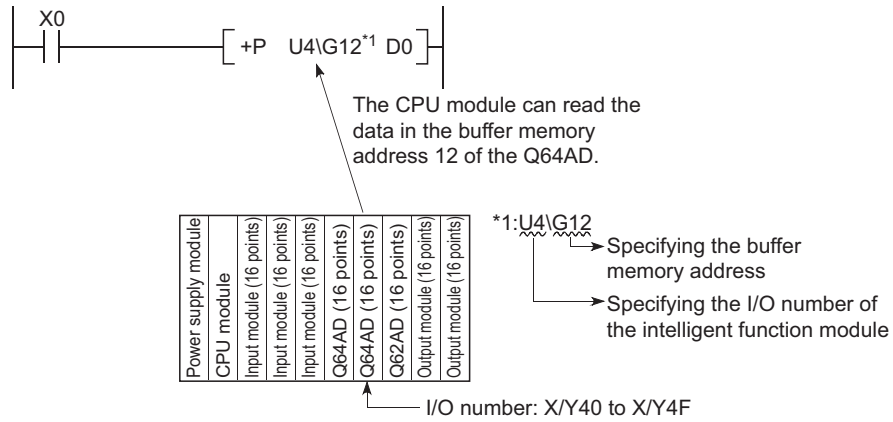 X0
+P U4\G12*1 D0
The CPU module can read the
data in the buffer memory
address 12 of the Q64AD.
Power supply module
CPU module
Input module (16 points)
Input module (16 points)
Input module (16 points)
Q64AD (16 points)
Q64AD (16 points)
Q62AD (16 points)
Output module (16 points)
Output module (16 points)
*1:U4\G12
Specifying the buffer
memory address
Specifying the I/O number of
the intelligent function module
I/O number: X/Y40 to X/Y4F